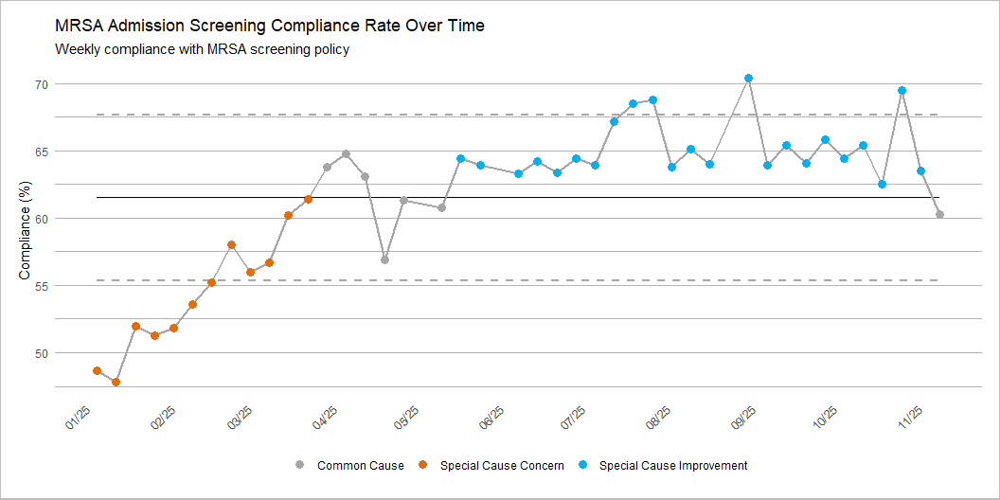 MRSA Admission Screening Compliance Rate Over Time
Weekly compliance with MRSA screening policy
Compliance (%)
70
65
60
55
50
01/25
02/25
03/25
04/25
05/25
06/25
07/25
08/25
09/25
10/25
11/25
Common Cause
Special Cause Concern
Special Cause Improvement